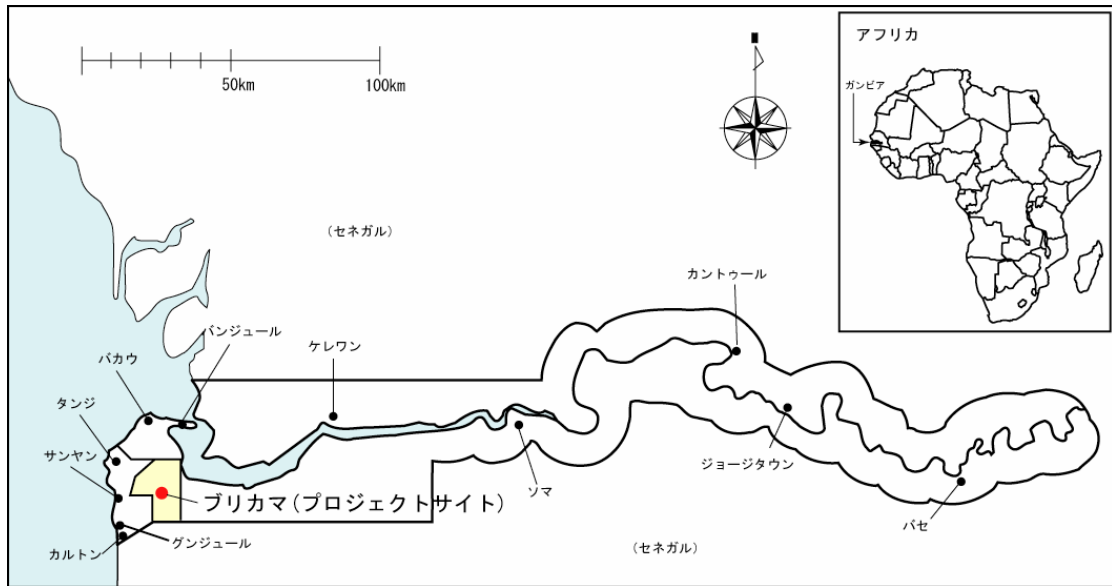 アフリカ
ガンビア
50km
100km
(セネガル)
カントゥール
バンジュール
ケレワン
バカウ
タンジ
サンヤン
ジョージタウン
ソマ
ブリカマ(プロジェクトサイト)
バセ
グンジュール
カルトン
(セネガル)